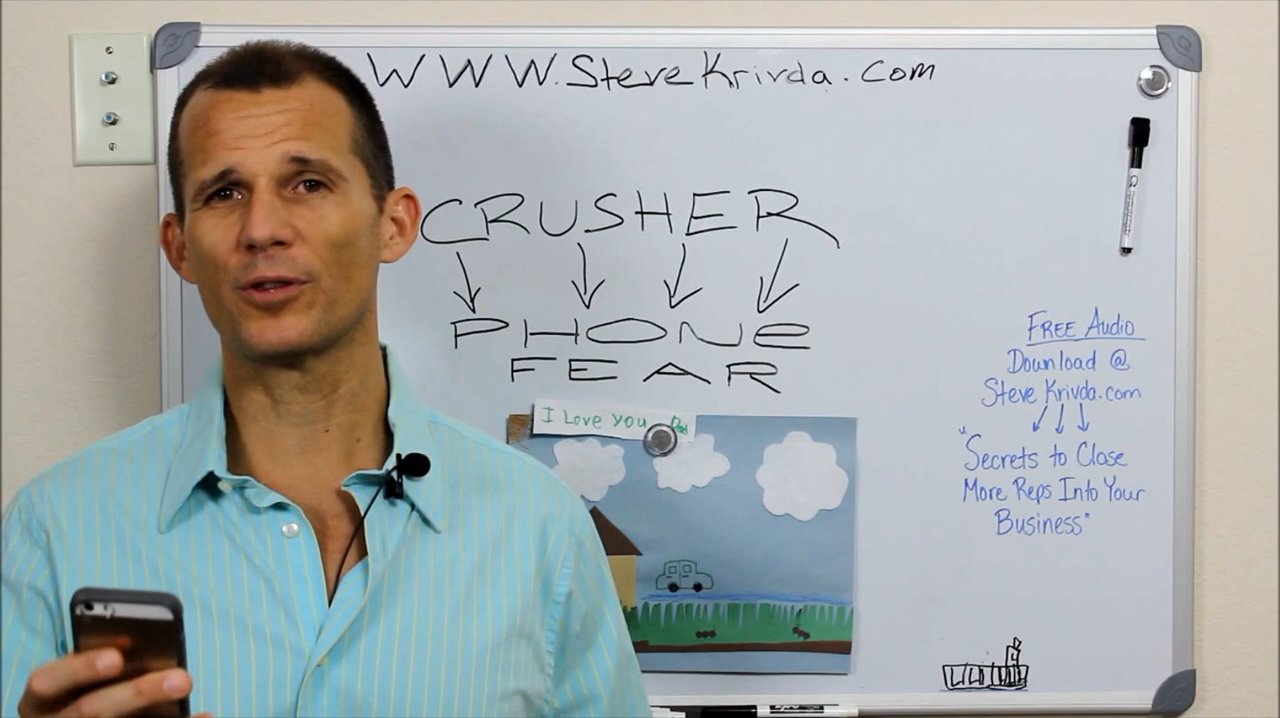 WWW.SteveKrivda.com
CRUSHER
PHONe
FEAR
I Love you Dad
FREE Audio
Download @
Steve Krivda.com
"Secrets to Close
More Reps Into Your
Business"